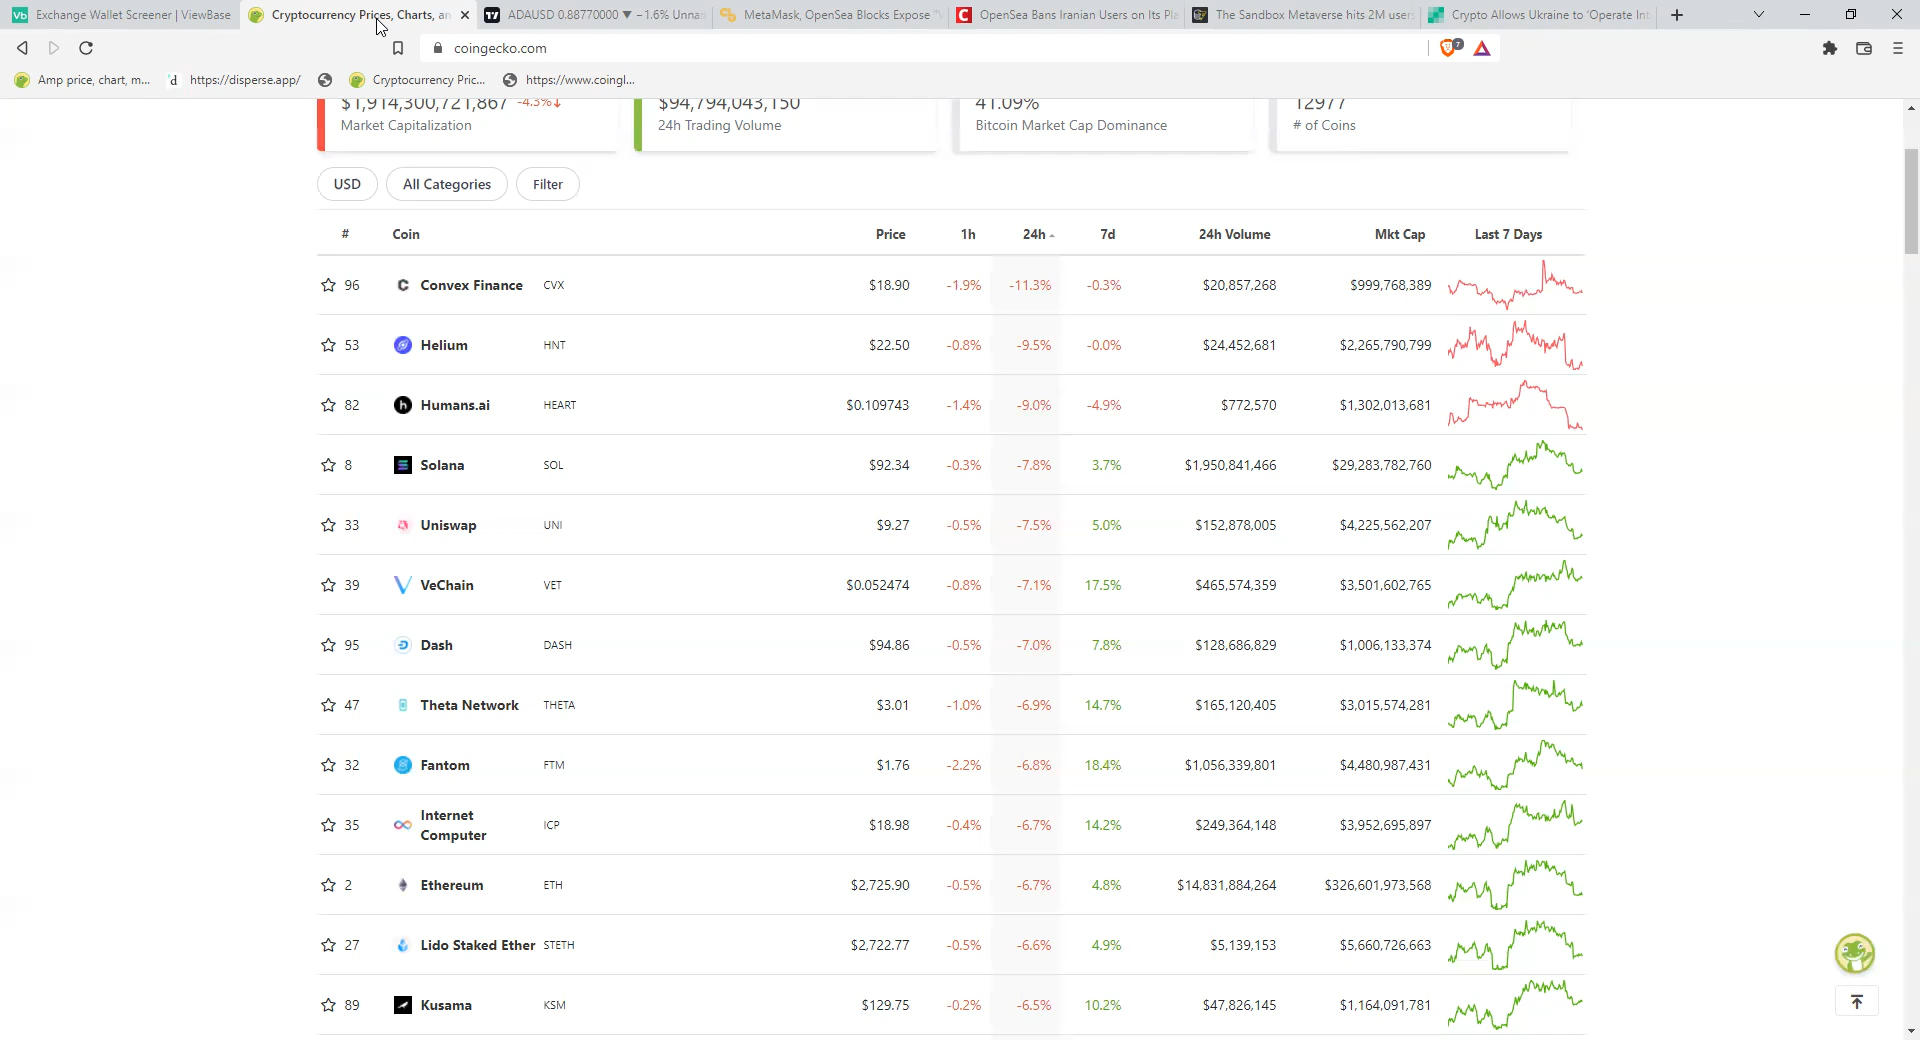 Vb Exchange Wallet Screener | ViewBase
Cryptocurrency Prices, Charts, an
ADAUSD 0.88770000 ▼ −1.6% Unna
MetaMask, OpenSea Blocks Expose "V
OpenSea Bans Iranian Users on Its Pla
The Sandbox Metaverse hits 2M users
Crypto Allows Ukraine to 'Operate Int
coingecko.com
7
Amp price, chart, m...
d https://disperse.app/
Cryptocurrency Pric...
https://www.coingl...
$1,914,300,721,867 -4.3%↓
Market Capitalization
$94,794,043,150
24h Trading Volume
41.09%
Bitcoin Market Cap Dominance
12977
# of Coins
USD All Categories Filter
# Coin Price 1h 24h 7d 24h Volume Mkt Cap Last 7 Days
96 Convex Finance CVX $18.90 -1.9% -11.3% -0.3% $20,857,268 $999,768,389
53 Helium HNT $22.50 -0.8% -9.5% -0.0% $24,452,681 $2,265,790,799
82 Humans.ai HEART $0.109743 -1.4% -9.0% -4.9% $772,570 $1,302,013,681
8 Solana SOL $92.34 -0.3% -7.8% 3.7% $1,950,841,466 $29,283,782,760
33 Uniswap UNI $9.27 -0.5% -7.5% 5.0% $152,878,005 $4,225,562,207
39 VeChain VET $0.052474 -0.8% -7.1% 17.5% $465,574,359 $3,501,602,765
95 Dash DASH $94.86 -0.5% -7.0% 7.8% $128,686,829 $1,006,133,374
47 Theta Network THETA $3.01 -1.0% -6.9% 14.7% $165,120,405 $3,015,574,281
32 Fantom FTM $1.76 -2.2% -6.8% 18.4% $1,056,339,801 $4,480,987,431
35 Internet Computer ICP $18.98 -0.4% -6.7% 14.2% $249,364,148 $3,952,695,897
2 Ethereum ETH $2,725.90 -0.5% -6.7% 4.8% $14,831,884,264 $326,601,973,568
27 Lido Staked Ether STETH $2,722.77 -0.5% -6.6% 4.9% $5,139,153 $5,660,726,663
89 Kusama KSM $129.75 -0.2% -6.5% 10.2% $47,826,145 $1,164,091,781